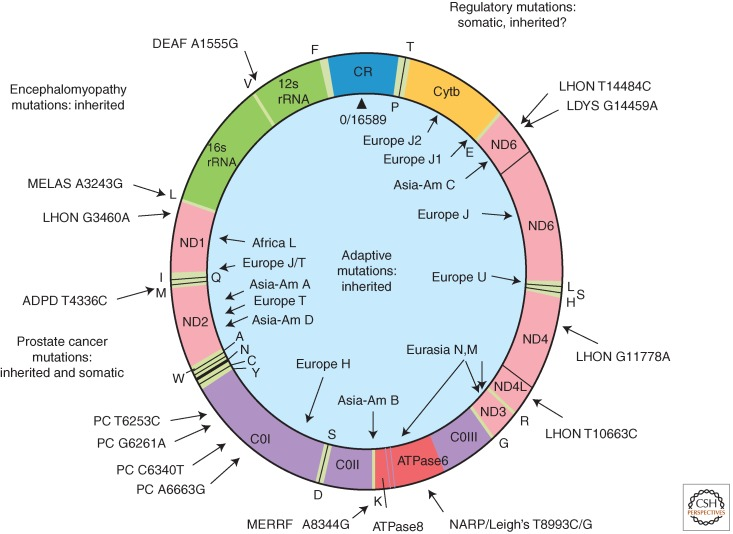 Regulatory mutations:
somatic, inherited?
DEAF A1555G
F
T
CR
V
12s
rRNA
P
Cytb
0/16589
Encephalomyopathy
mutations: inherited
LHON T14484C
LDYS G14459A
Europe J2
E
ND6
Europe J1
16s
rRNA
Asia-Am C
MELAS A3243G
L
LHON G3460A
Europe J
ND6
ND1
Africa L
Adaptive
mutations:
inherited
Europe J/T
I
Q
M
Europe U
L
S
H
Asia-Am A
ADPD T4336C
Europe T
ND2
Asia-Am D
ND4
Prostate cancer
mutations:
inherited and somatic
A
N
C
Y
W
Eurasia N,M
LHON G11778A
Europe H
ND4L
Asia-Am B
ND3
R
PC T6253C
LHON T10663C
PC G6261A
S
C0I
C0II
C0III
G
ATPase6
PC C6340T
PC A6663G
D
K
MERRF A8344G
ATPase8
NARP/Leigh's T8993C/G
CSH
PERSPECTIVES